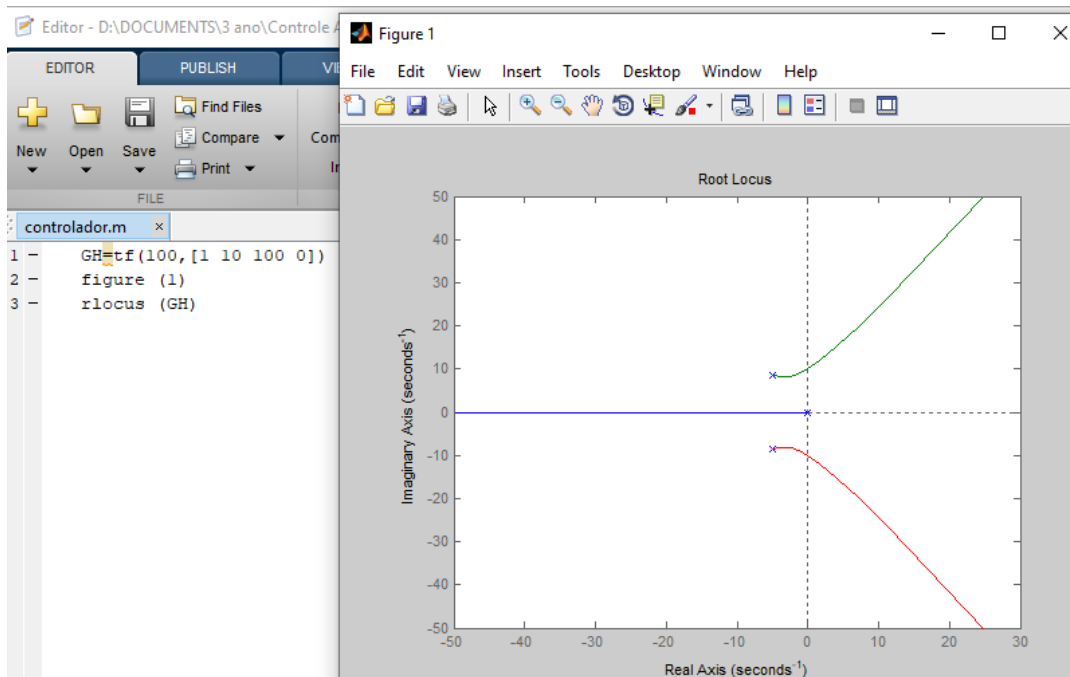 Editor - D:\DOCUMENTS\3 ano\Controle A
EDITOR PUBLISH VI
New
Open
Save
Find Files
Compare
Print
Com
In
FILE
controlador.m ×
1 - GH=tf(100,[1 10 100 0])
2 - figure (1)
3 - rlocus (GH)
Figure 1
File Edit View Insert Tools Desktop Window Help
Root Locus
50
40
30
20
10
0
-10
-20
-30
-40
-50
Imaginary Axis (seconds⁻¹)
-50 -40 -30 -20 -10 0 10 20 30
Real Axis (seconds⁻¹)